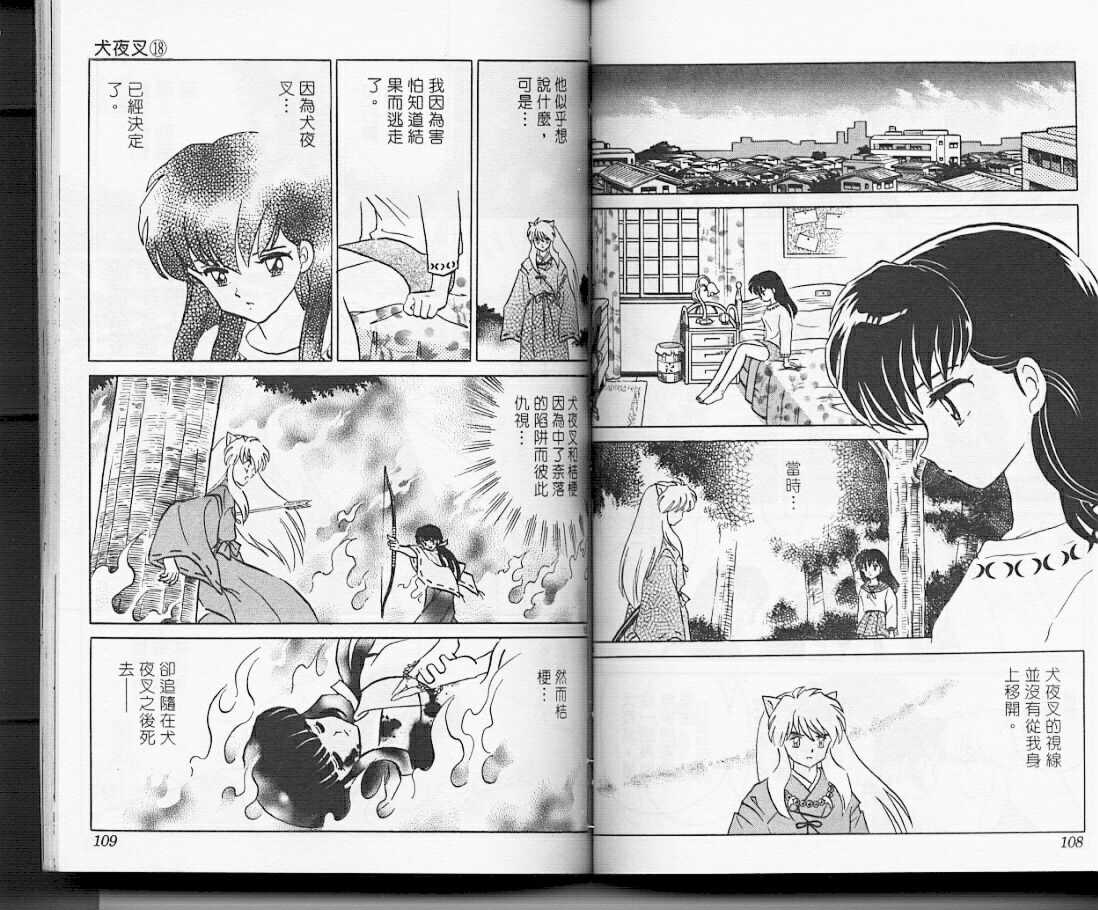 當時…
犬夜叉的視線
並沒有從我身
上移開。
108
犬夜叉⑱
他似乎想
說什麼，
可是…
我因為害
怕知道結
果而逃走
了。
因為犬夜
叉…
已經決定
了。
犬夜叉和桔梗
因為中了奈落
的陷阱而彼此
仇視…
然而桔
梗…
卻追隨在犬
夜叉之後死
去——
109